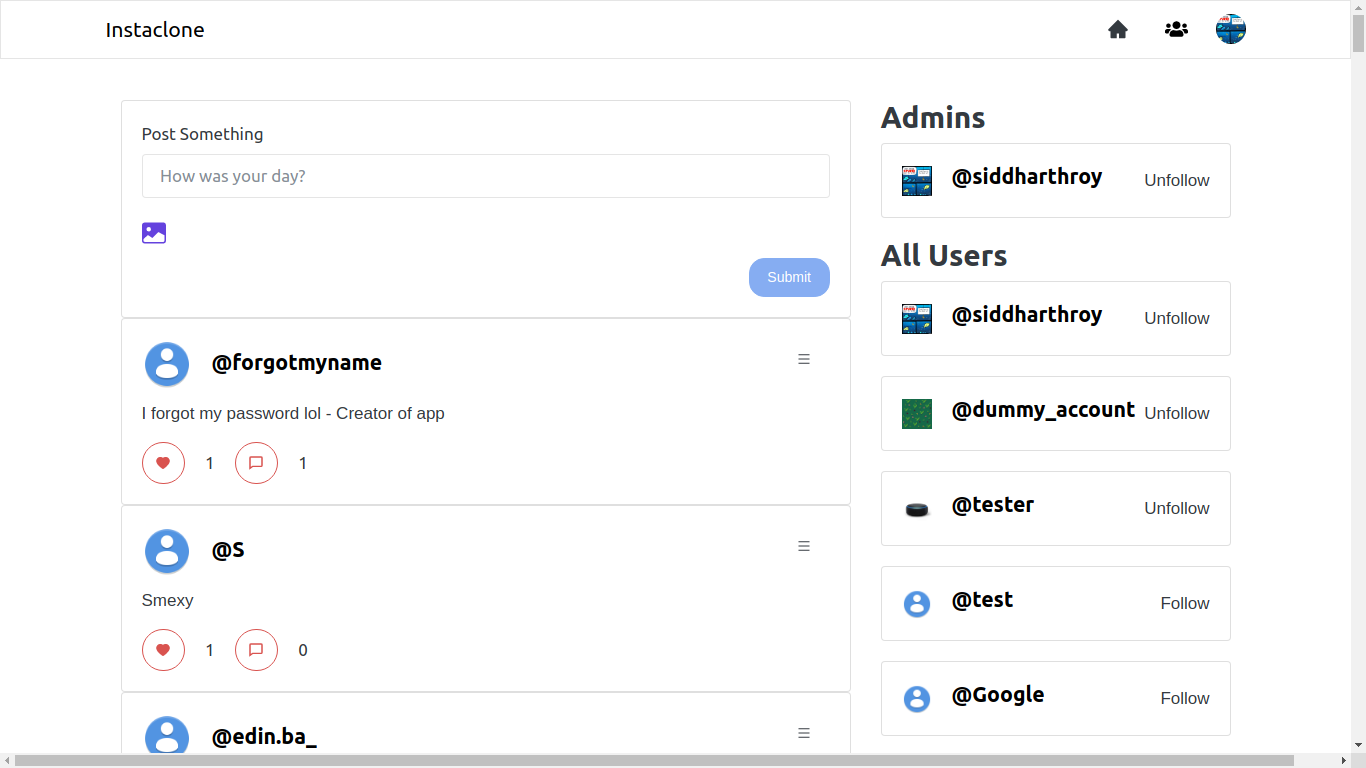 Instaclone
Post Something
How was your day?
Submit
@forgotmyname
I forgot my password lol - Creator of app
1 1
@S
Smexy
1 0
@edin.ba_
Admins
@siddharthroy Unfollow
All Users
@siddharthroy Unfollow
@dummy_account Unfollow
@tester Unfollow
@test Follow
@Google Follow